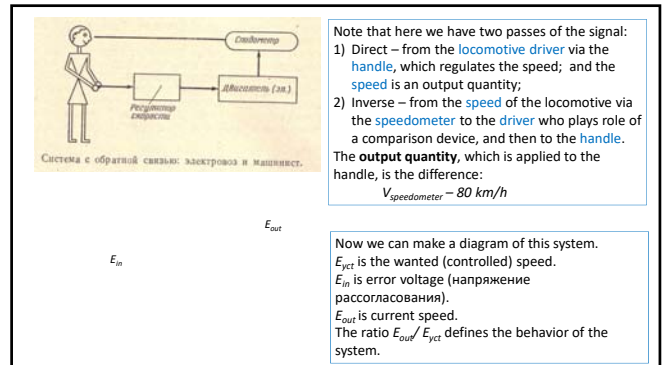 Спидометр
Регулятор
скорости
Двигатель (эл.)
Система с обратной связью: электровоз и машинист.
Note that here we have two passes of the signal:
1) Direct – from the locomotive driver via the
handle, which regulates the speed; and the
speed is an output quantity;
2) Inverse – from the speed of the locomotive via
the speedometer to the driver who plays role of
a comparison device, and then to the handle.
The output quantity, which is applied to the
handle, is the difference:
Vspeedometer – 80 km/h
Eout
Ein
Now we can make a diagram of this system.
Eyct is the wanted (controlled) speed.
Ein is error voltage (напряжение
рассогласования).
Eout is current speed.
The ratio Eout/ Eyct defines the behavior of the
system.